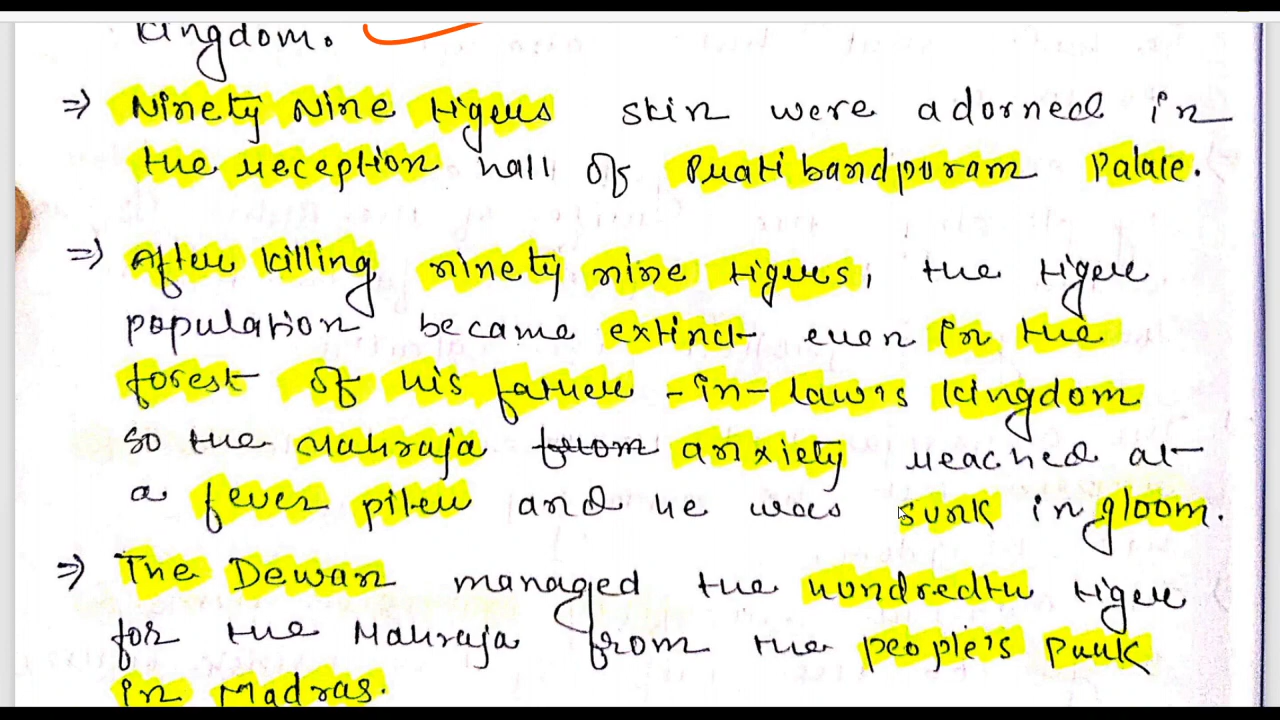 kingdom.
⇒ Ninety Nine tigers skin were adorned in
the reception hall of Pratibandpuram Palace.
⇒ After killing ninety nine tigers, the tiger
population became extinct even in the
forest of his father-in-law's kingdom
so the Mahraja from anxiety reached at
a fever pitch and he was sunk in gloom.
⇒ The Dewan managed the hundredth tiger
for the Mahraja from the people's Park
in Madras.